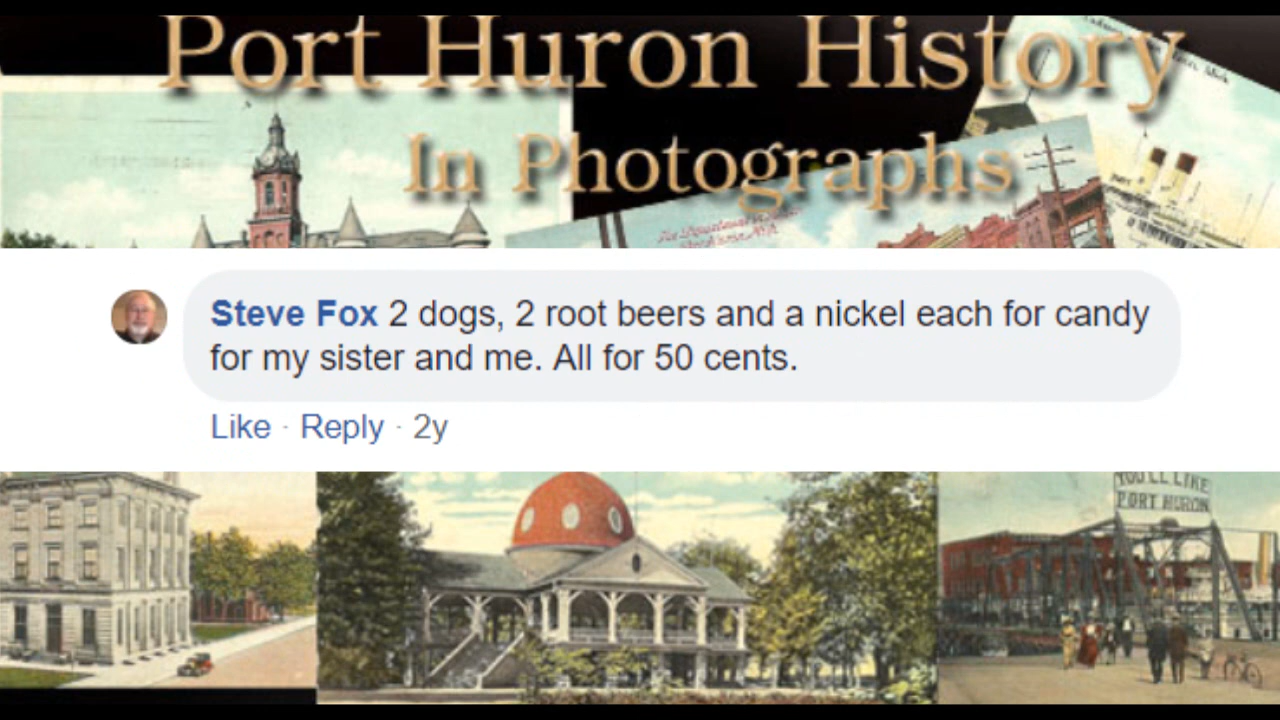 Port Huron History
In Photographs
Steve Fox 2 dogs, 2 root beers and a nickel each for candy
for my sister and me. All for 50 cents.
Like · Reply · 2y
YOU'LL LIKE
PORT HURON